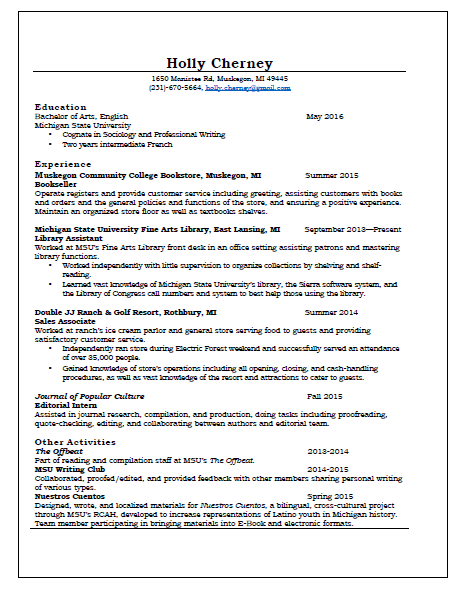 Holly Cherney
1650 Manistee Rd, Muskegon, MI 49445
(231)-670-5664, holly.cherney@gmail.com
Education
Bachelor of Arts, English May 2016
Michigan State University
• Cognate in Sociology and Professional Writing
• Two years intermediate French
Experience
Muskegon Community College Bookstore, Muskegon, MI Summer 2015
Bookseller
Operate registers and provide customer service including greeting, assisting customers with books
and orders and the general policies and functions of the store, and ensuring a positive experience.
Maintain an organized store floor as well as textbooks shelves.
Michigan State University Fine Arts Library, East Lansing, MI September 2013—Present
Library Assistant
Worked at MSU's Fine Arts Library front desk in an office setting assisting patrons and mastering
library functions.
• Worked independently with little supervision to organize collections by shelving and shelf-
reading.
• Learned vast knowledge of Michigan State University's library, the Sierra software system, and
the Library of Congress call numbers and system to best help those using the library.
Double JJ Ranch & Golf Resort, Rothbury, MI Summer 2014
Sales Associate
Worked at ranch's ice cream parlor and general store serving food to guests and providing
satisfactory customer service.
• Independently ran store during Electric Forest weekend and successfully served an attendance
of over 35,000 people.
• Gained knowledge of store's operations including all opening, closing, and cash-handling
procedures, as well as vast knowledge of the resort and attractions to cater to guests.
Journal of Popular Culture Fall 2015
Editorial Intern
Assisted in journal research, compilation, and production, doing tasks including proofreading,
quote-checking, editing, and collaborating between authors and editorial team.
Other Activities
The Offbeat 2013-2014
Part of reading and compilation staff at MSU's The Offbeat.
MSU Writing Club 2014-2015
Collaborated, proofed/edited, and provided feedback with other members sharing personal writing
of various types.
Nuestros Cuentos Spring 2015
Designed, wrote, and localized materials for Nuestros Cuentos, a bilingual, cross-cultural project
through MSU's RCAH, developed to increase representations of Latino youth in Michigan history.
Team member participating in bringing materials into E-Book and electronic formats.